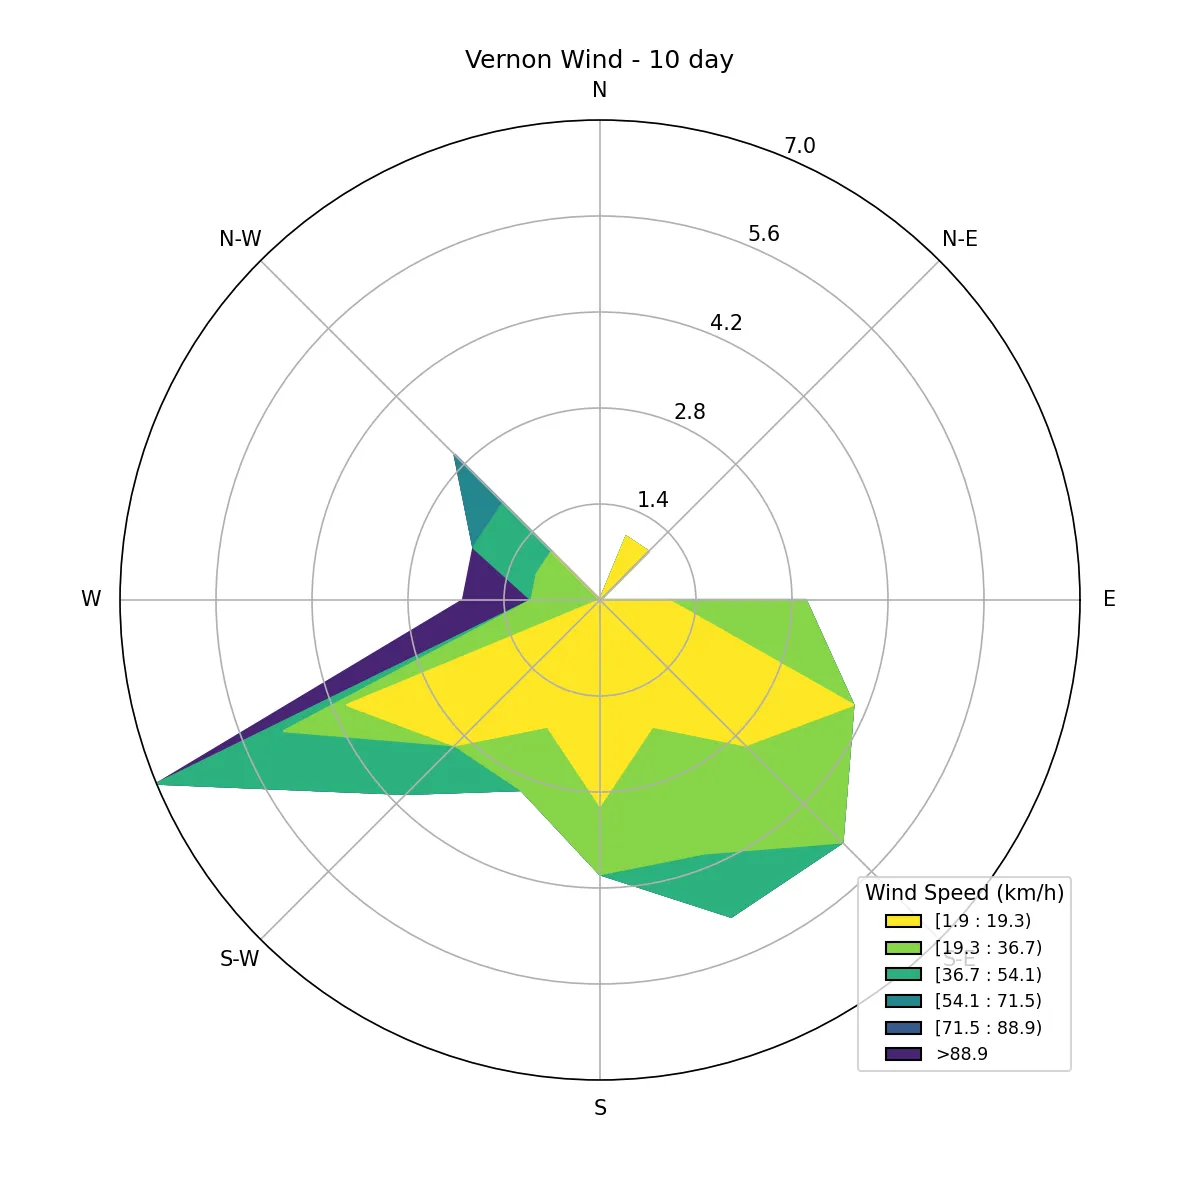 Vernon Wind - 10 day
N
7.0
N-W
5.6
N-E
4.2
2.8
1.4
W
E
S-W
S-E
S
Wind Speed (km/h)
[1.9 : 19.3)
[19.3 : 36.7)
[36.7 : 54.1)
[54.1 : 71.5)
[71.5 : 88.9)
>88.9